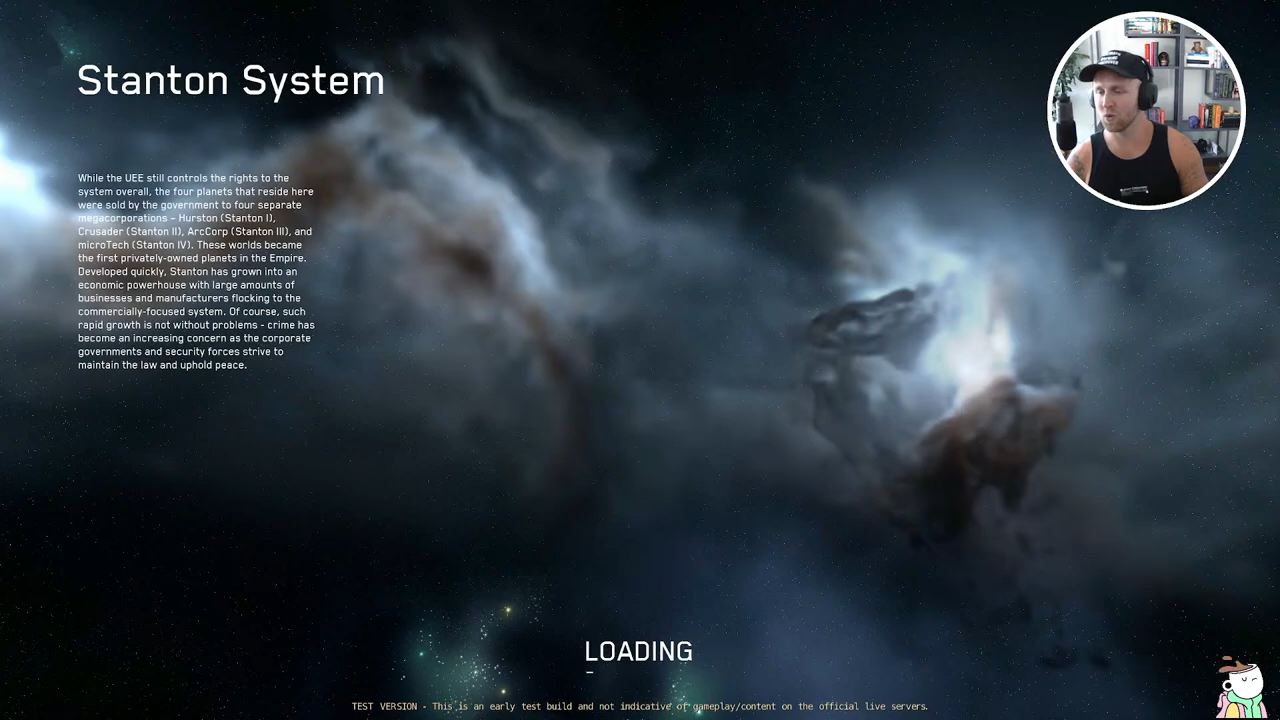 Stanton System
While the UEE still controls the rights to the
system overall, the four planets that reside here
were sold by the government to four separate
megacorporations – Hurston (Stanton I),
Crusader (Stanton II), ArcCorp (Stanton III), and
microTech (Stanton IV). These worlds became
the first privately-owned planets in the Empire.
Developed quickly, Stanton has grown into an
economic powerhouse with large amounts of
businesses and manufacturers flocking to the
commercially-focused system. Of course, such
rapid growth is not without problems - crime has
become an increasing concern as the corporate
governments and security forces strive to
maintain the law and uphold peace.
LOADING
TEST VERSION - This is an early test build and not indicative of gameplay/content on the official live servers.